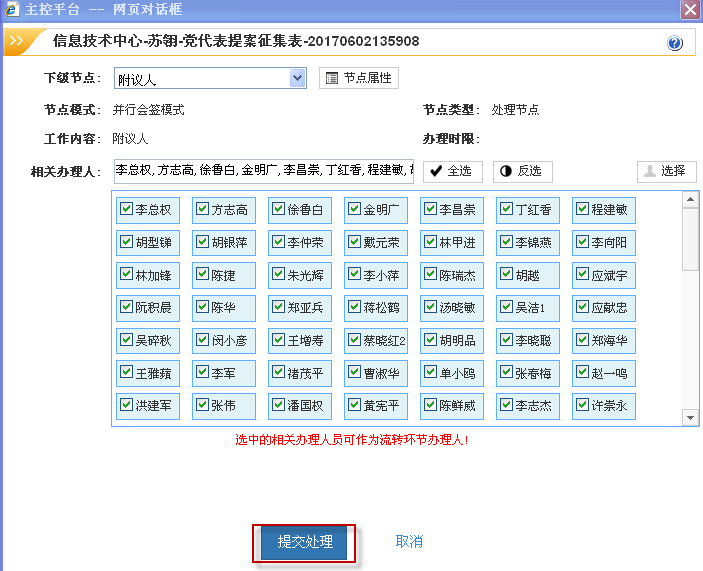 主控平台 -- 网页对话框
信息技术中心-苏翎-党代表提案征集表-20170602135908
下级节点： 附议人 节点属性
节点模式： 并行会签模式 节点类型： 处理节点
工作内容： 附议人 办理时限：
相关办理人： 李总权, 方志高, 徐鲁白, 金明广, 李昌崇, 丁红香, 程建敏, 全选 反选 选择
李总权 方志高 徐鲁白 金明广 李昌崇 丁红香 程建敏
胡型锑 胡银萍 李仲荣 戴元荣 林甲进 李锦燕 李向阳
林加锋 陈捷 朱光辉 李小萍 陈瑞杰 胡越 应斌宇
阮积晨 陈华 郑亚兵 蒋松鹤 汤晓敏 吴洁1 应献忠
吴碎秋 闵小彦 王增寿 蔡晓红2 胡明品 李晓聪 郑海华
王雅蘋 李军 褚茂平 曹淑华 单小鸥 张春梅 赵一鸣
洪建军 张伟 潘国权 黄宪平 陈鲜威 李志杰 许崇永
选中的相关办理人员可作为流转环节办理人!
提交处理 取消